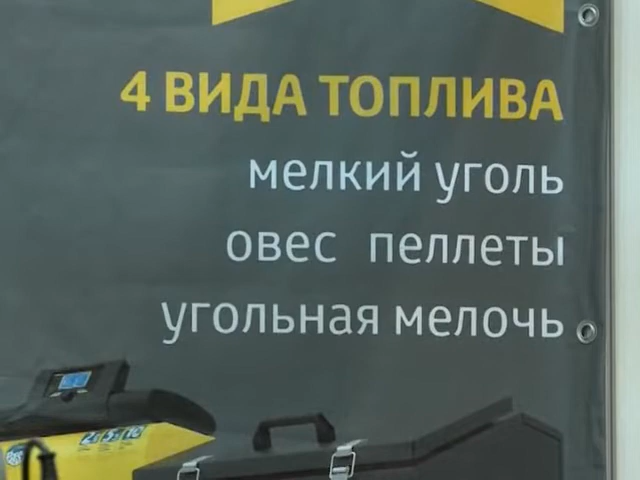 4 ВИДА ТОПЛИВА
мелкий уголь
овес пеллеты
угольная мелочь